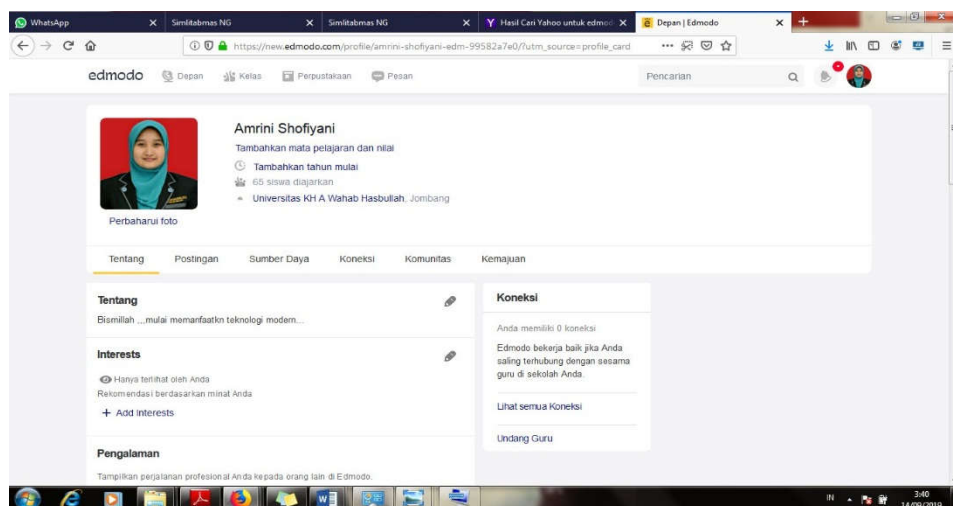 WhatsApp
Simlitabmas NG
Simlitabmas NG
Hasil Cari Yahoo untuk edmod
Depan | Edmodo
https://new.edmodo.com/profile/amrini-shofiyani-edm-99582a7e0/?utm_source=profile_card
edmodo Depan Kelas Perpustakaan Pesan Pencarian
Amrini Shofiyani
Tambahkan mata pelajaran dan nilai
Tambahkan tahun mulai
65 siswa diajarkan
Universitas KH A Wahab Hasbullah, Jombang
Perbaharui foto
Tentang Postingan Sumber Daya Koneksi Komunitas Kemajuan
Tentang
Bismillah ,,,mulai memanfaatkn teknologi modern...
Interests
Hanya terlihat oleh Anda
Rekomendasi berdasarkan minat Anda
+ Add Interests
Pengalaman
Tampilkan perjalanan profesional Anda kepada orang lain di Edmodo.
Koneksi
Anda memiliki 0 koneksi
Edmodo bekerja baik jika Anda
saling terhubung dengan sesama
guru di sekolah Anda.
Lihat semua Koneksi
Undang Guru
IN
3:40
14/09/2019